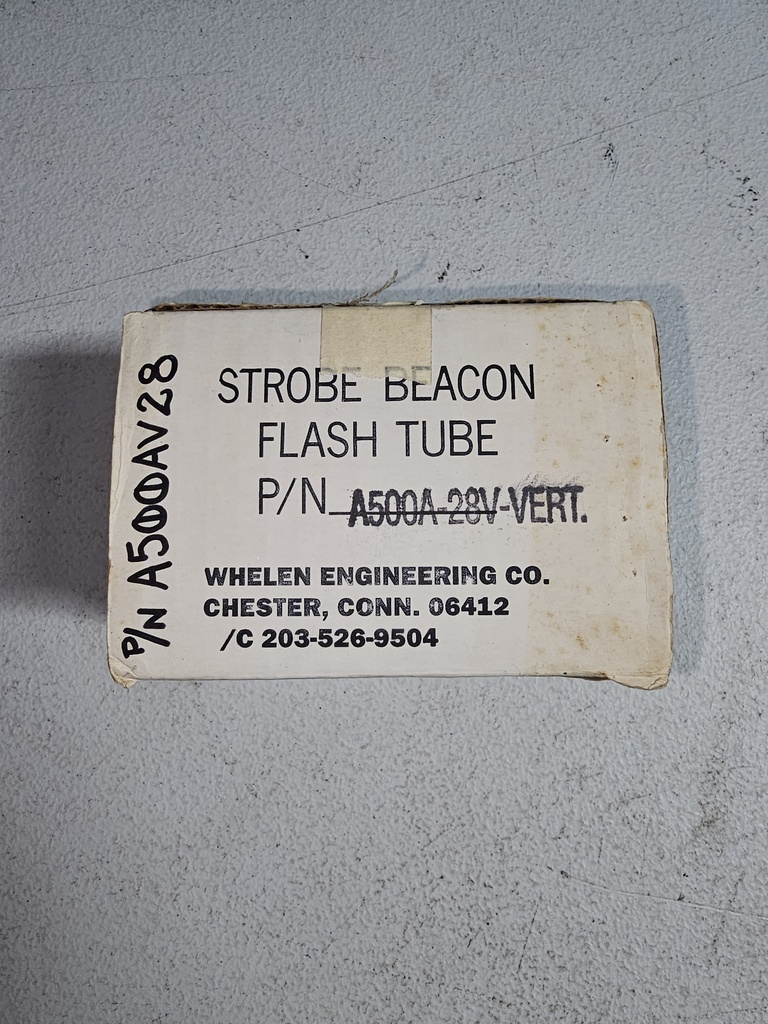 STROBE BEACON
FLASH TUBE
P/N A500A-28V-VERT.
WHELEN ENGINEERING CO.
CHESTER, CONN. 06412
/C 203-526-9504
P/N A500AV28